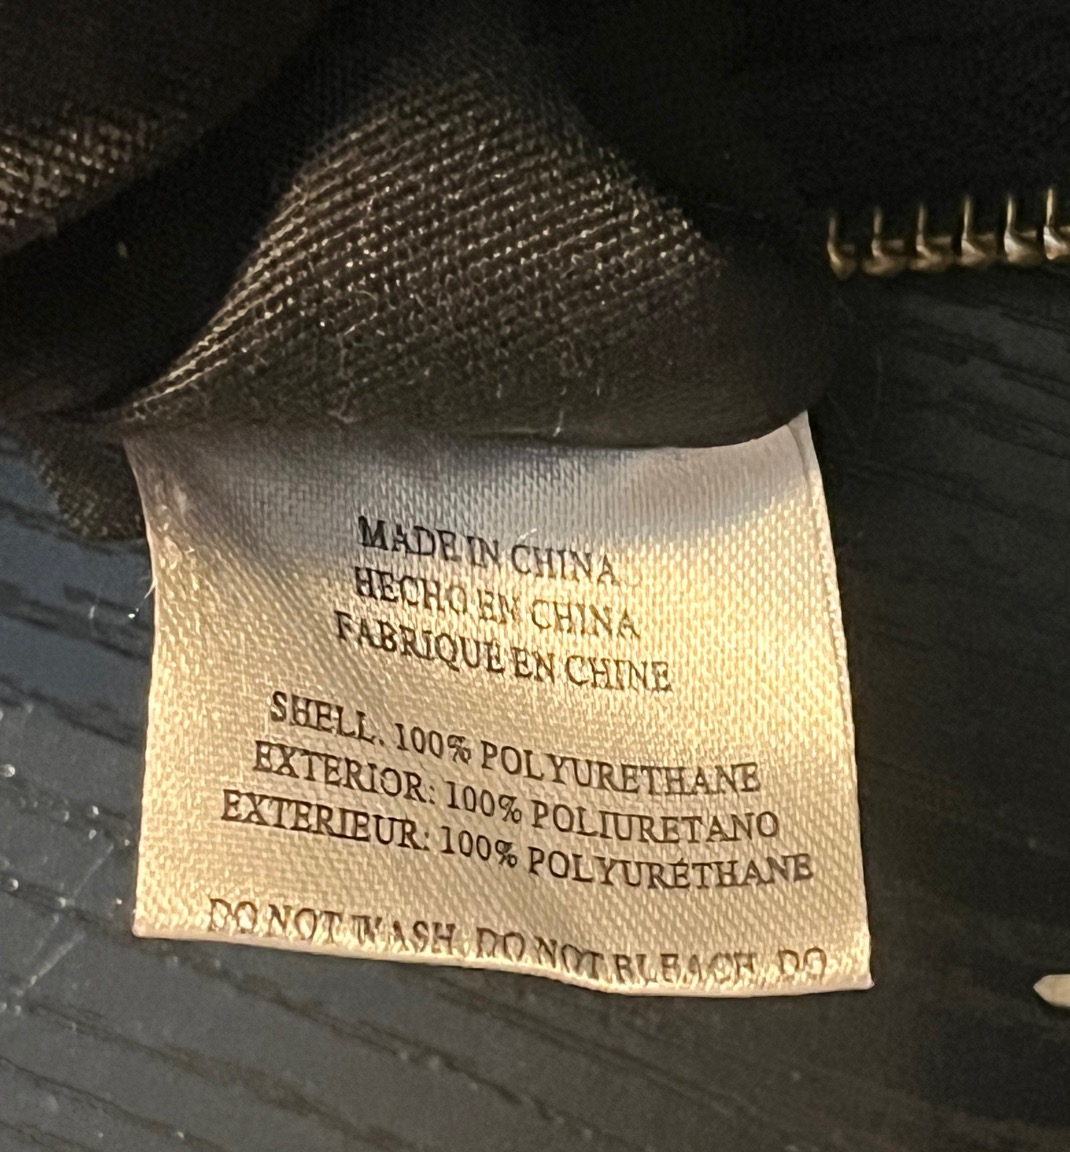 MADE IN CHINA
HECHO EN CHINA
FABRIQUÉ EN CHINE
SHELL. 100% POLYURETHANE
EXTERIOR: 100% POLIURETANO
EXTERIEUR: 100% POLYURÉTHANE
DO NOT WASH. DO NOT BLEACH. DO